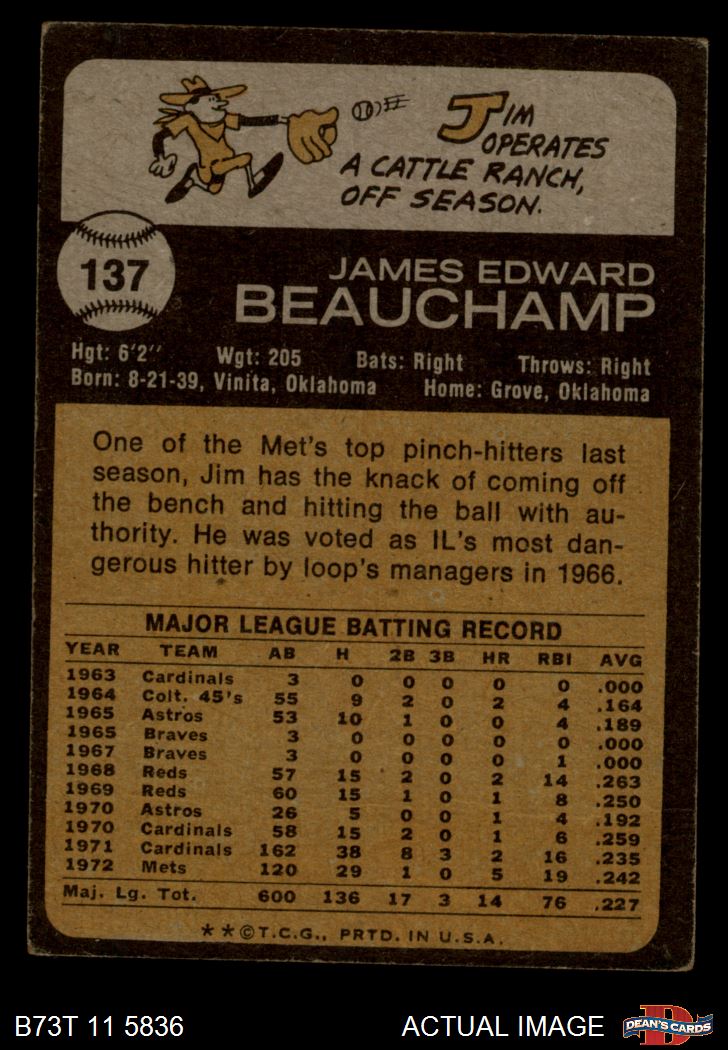 JIM
OPERATES
A CATTLE RANCH,
OFF SEASON.
137
JAMES EDWARD
BEAUCHAMP
Hgt: 6'2'' Wgt: 205 Bats: Right Throws: Right
Born: 8-21-39, Vinita, Oklahoma Home: Grove, Oklahoma
One of the Met's top pinch-hitters last
season, Jim has the knack of coming off
the bench and hitting the ball with au-
thority. He was voted as IL's most dan-
gerous hitter by loop's managers in 1966.
MAJOR LEAGUE BATTING RECORD
YEAR TEAM AB H 2B 3B HR RBI AVG
1963 Cardinals 3 0 0 0 0 0 .000
1964 Colt. 45's 55 9 2 0 2 4 .164
1965 Astros 53 10 1 0 0 4 .189
1965 Braves 3 0 0 0 0 0 .000
1967 Braves 3 0 0 0 0 1 .000
1968 Reds 57 15 2 0 2 14 .263
1969 Reds 60 15 1 0 1 8 .250
1970 Astros 26 5 0 0 1 4 .192
1970 Cardinals 58 15 2 0 1 6 .259
1971 Cardinals 162 38 8 3 2 16 .235
1972 Mets 120 29 1 0 5 19 .242
Maj. Lg. Tot. 600 136 17 3 14 76 .227
**©T.C.G., PRTD. IN U.S.A.
B73T 11 5836 ACTUAL IMAGE
D
DEAN'S CARDS